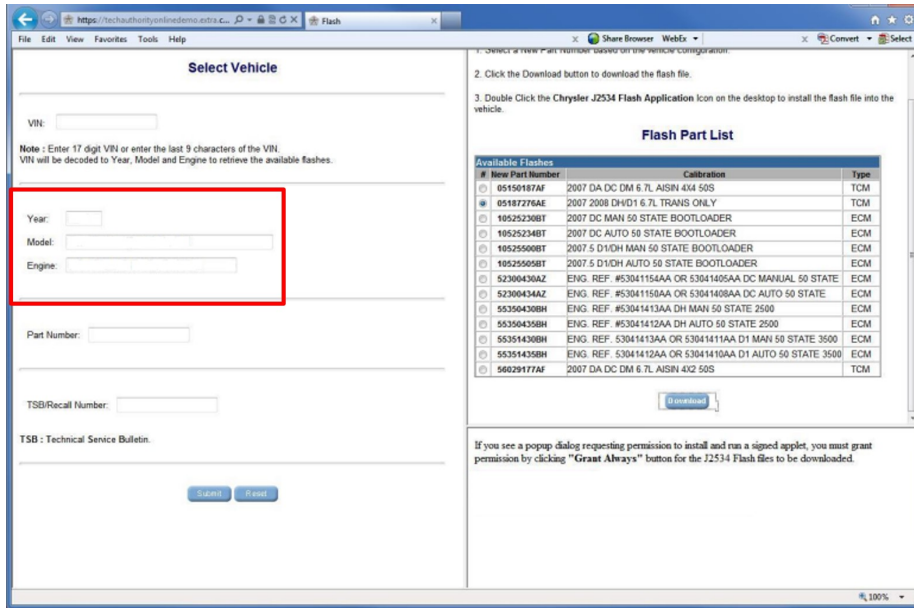 https://techauthorityonlinedemo.extra.c...
Flash
File Edit View Favorites Tools Help
x Share Browser WebEx
x Convert Select
Select Vehicle
VIN:
Note : Enter 17 digit VIN or enter the last 9 characters of the VIN.
VIN will be decoded to Year, Model and Engine to retrieve the available flashes.
Year:
Model:
Engine:
Part Number:
TSB/Recall Number:
TSB : Technical Service Bulletin.
Submit Reset
1. Select a New Part Number based on the vehicle configuration.
2. Click the Download button to download the flash file.
3. Double Click the Chrysler J2534 Flash Application Icon on the desktop to install the flash file into the
vehicle.
Flash Part List
Available Flashes
# New Part Number Calibration Type
05150187AF 2007 DA DC DM 6.7L AISIN 4X4 50S TCM
05187276AE 2007 2008 DH/D1 6.7L TRANS ONLY TCM
10525230BT 2007 DC MAN 50 STATE BOOTLOADER ECM
10525234BT 2007 DC AUTO 50 STATE BOOTLOADER ECM
10525500BT 2007.5 D1/DH MAN 50 STATE BOOTLOADER ECM
10525505BT 2007.5 D1/DH AUTO 50 STATE BOOTLOADER ECM
52300430AZ ENG. REF. #53041154AA OR 53041405AA DC MANUAL 50 STATE ECM
52300434AZ ENG. REF. #53041150AA OR 53041408AA DC AUTO 50 STATE ECM
55350430BH ENG. REF. #53041413AA DH MAN 50 STATE 2500 ECM
55350435BH ENG. REF. #53041412AA DH AUTO 50 STATE 2500 ECM
55351430BH ENG. REF. 53041413AA OR 53041411AA D1 MAN 50 STATE 3500 ECM
55351435BH ENG. REF. 53041412AA OR 53041410AA D1 AUTO 50 STATE 3500 ECM
56029177AF 2007 DA DC DM 6.7L AISIN 4X2 50S TCM
Download
If you see a popup dialog requesting permission to install and run a signed applet, you must grant
permission by clicking "Grant Always" button for the J2534 Flash files to be downloaded.
100%